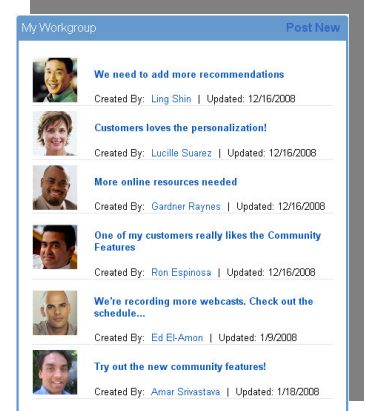 My Workgroup Post New
We need to add more recommendations
Created By: Ling Shin | Updated: 12/16/2008
Customers loves the personalization!
Created By: Lucille Suarez | Updated: 12/16/2008
More online resources needed
Created By: Gardner Raynes | Updated: 12/16/2008
One of my customers really likes the Community
Features
Created By: Ron Espinosa | Updated: 12/16/2008
We're recording more webcasts. Check out the
schedule...
Created By: Ed El-Amon | Updated: 1/9/2008
Try out the new community features!
Created By: Amar Srivastava | Updated: 1/18/2008